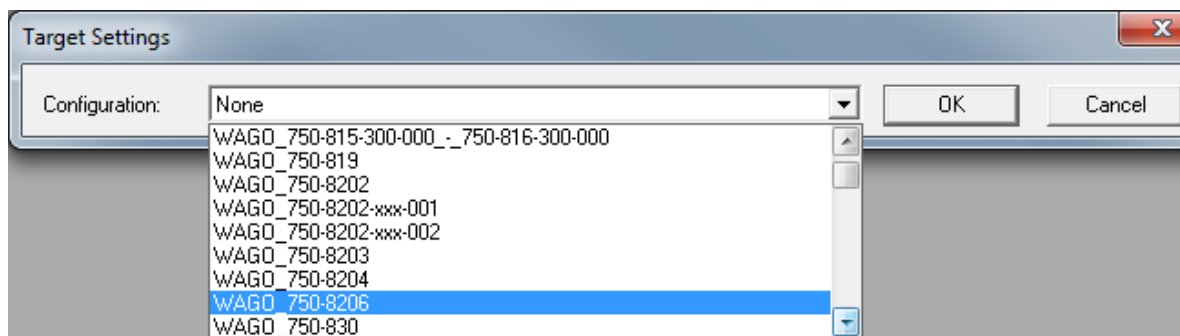 Target Settings
Configuration: None OK Cancel
WAGO_750-815-300-000_-_750-816-300-000
WAGO_750-819
WAGO_750-8202
WAGO_750-8202-xxx-001
WAGO_750-8202-xxx-002
WAGO_750-8203
WAGO_750-8204
WAGO_750-8206
WAGO_750-830